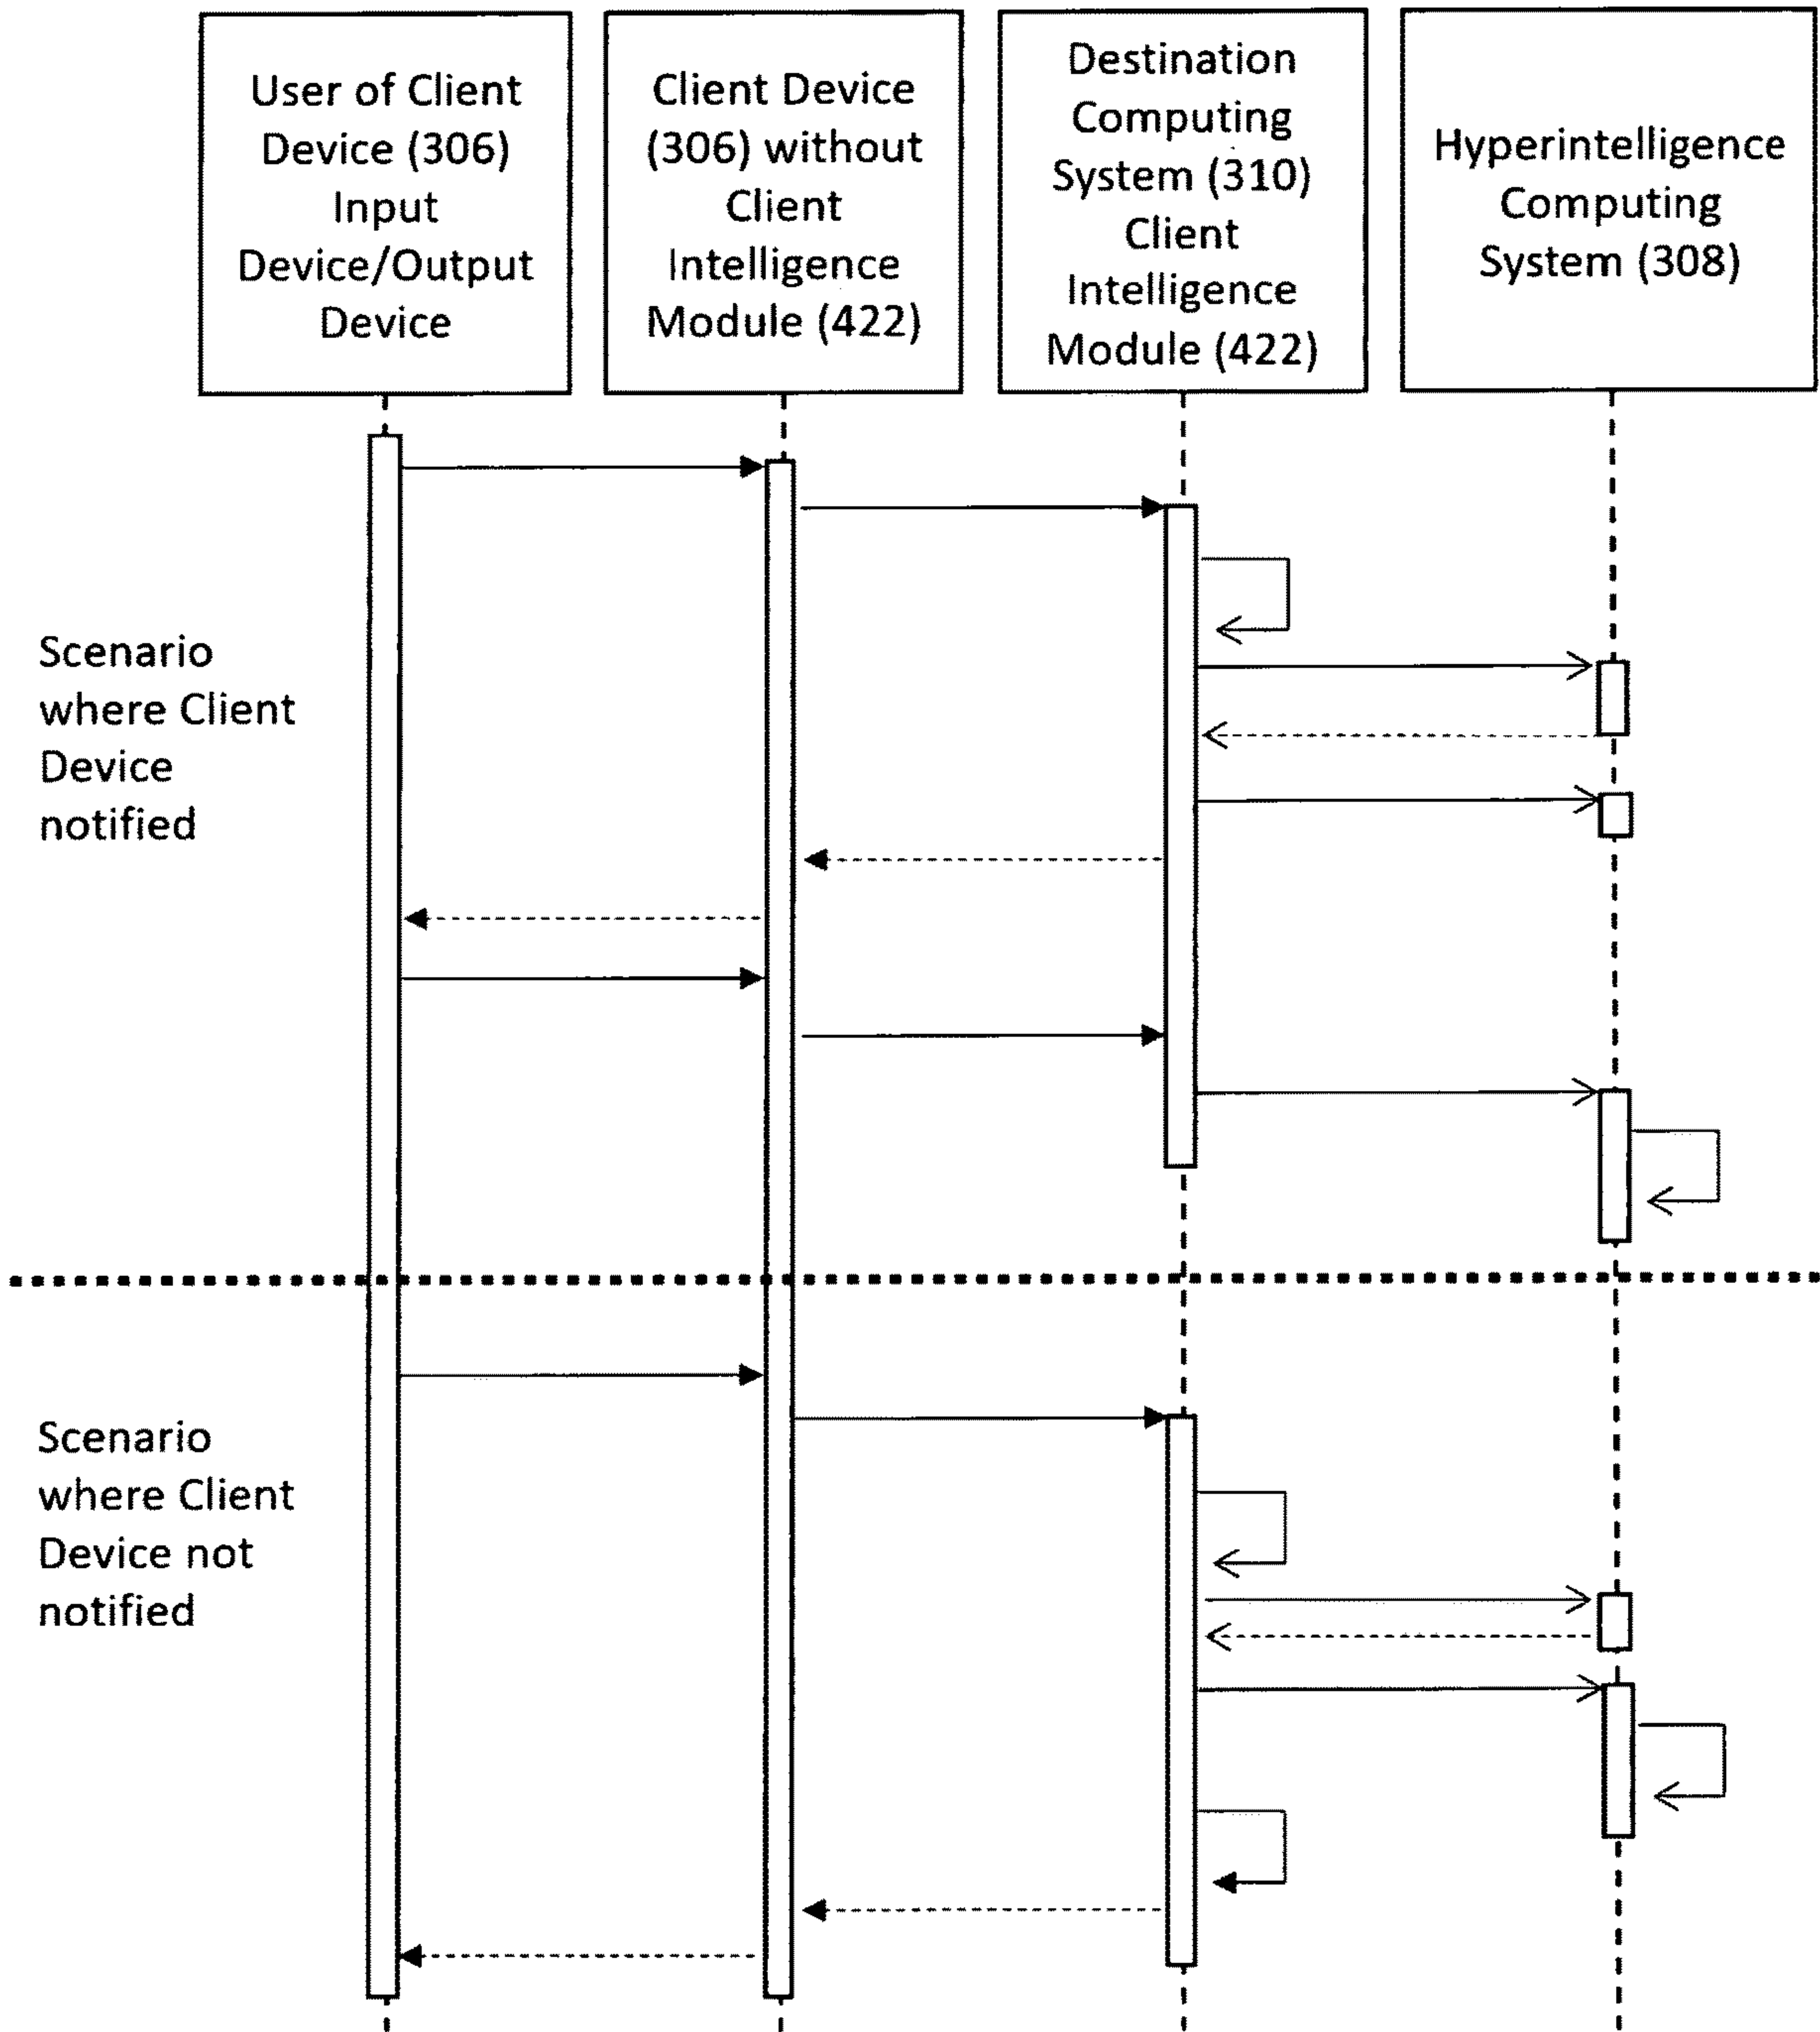 User of Client
Device (306)
Input
Device/Output
Device
Client Device
(306) without
Client
Intelligence
Module (422)
Destination
Computing
System (310)
Client
Intelligence
Module (422)
Hyperintelligence
Computing
System (308)
Scenario
where Client
Device
notified
Scenario
where Client
Device not
notified